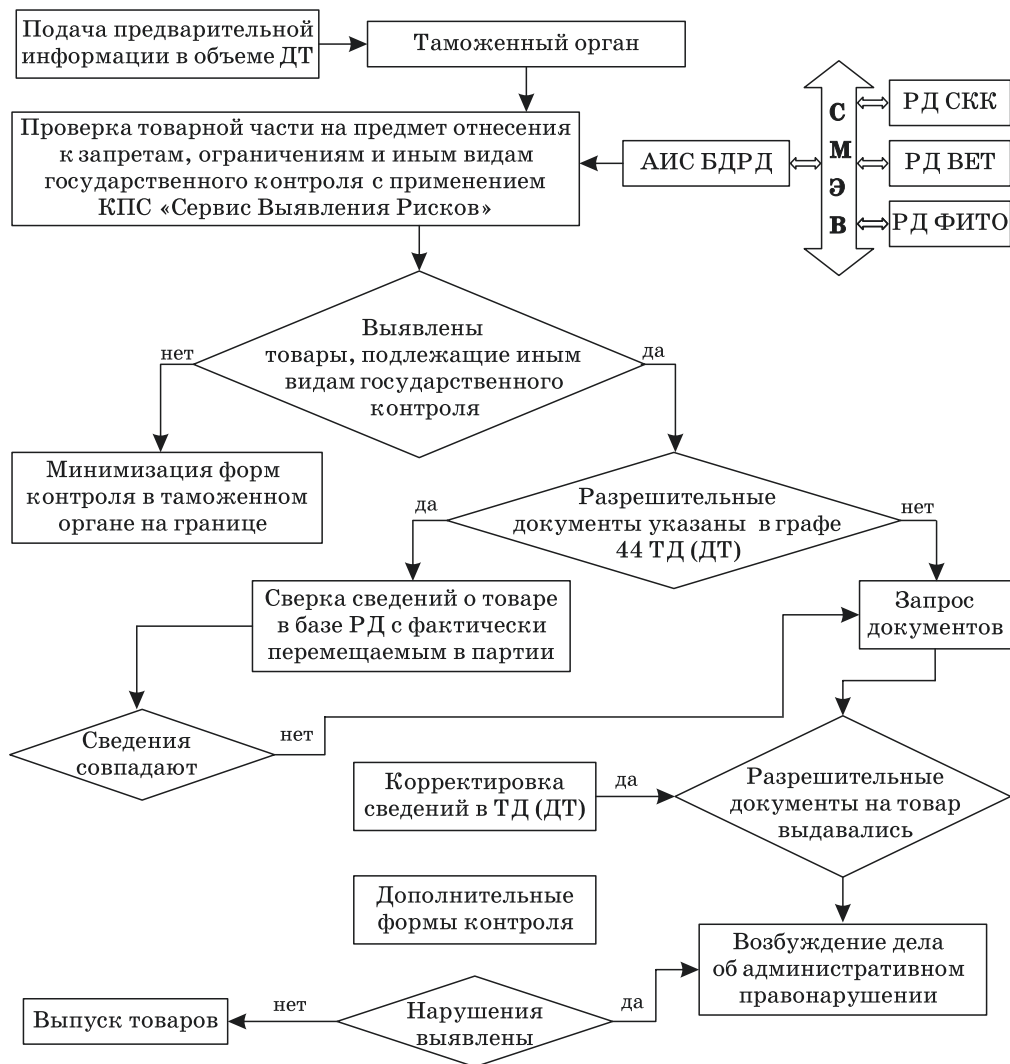 Подача предварительной
информации в объеме ДТ
Таможенный орган
Проверка товарной части на предмет отнесения
к запретам, ограничениям и иным видам
государственного контроля с применением
КПС «Сервис Выявления Рисков»
АИС БДРД
С
М
Э
В
РД СКК
РД ВЕТ
РД ФИТО
Выявлены
товары, подлежащие иным
видам государственного
контроля
нет
да
Минимизация форм
контроля в таможенном
органе на границе
Разрешительные
документы указаны в графе
44 ТД (ДТ)
да
нет
Сверка сведений о товаре
в базе РД с фактически
перемещаемым в партии
Запрос
документов
Сведения
совпадают
нет
Корректировка
сведений в ТД (ДТ)
да
Разрешительные
документы на товар
выдавались
Дополнительные
формы контроля
Возбуждение дела
об административном
правонарушении
Выпуск товаров
нет
Нарушения
выявлены
да